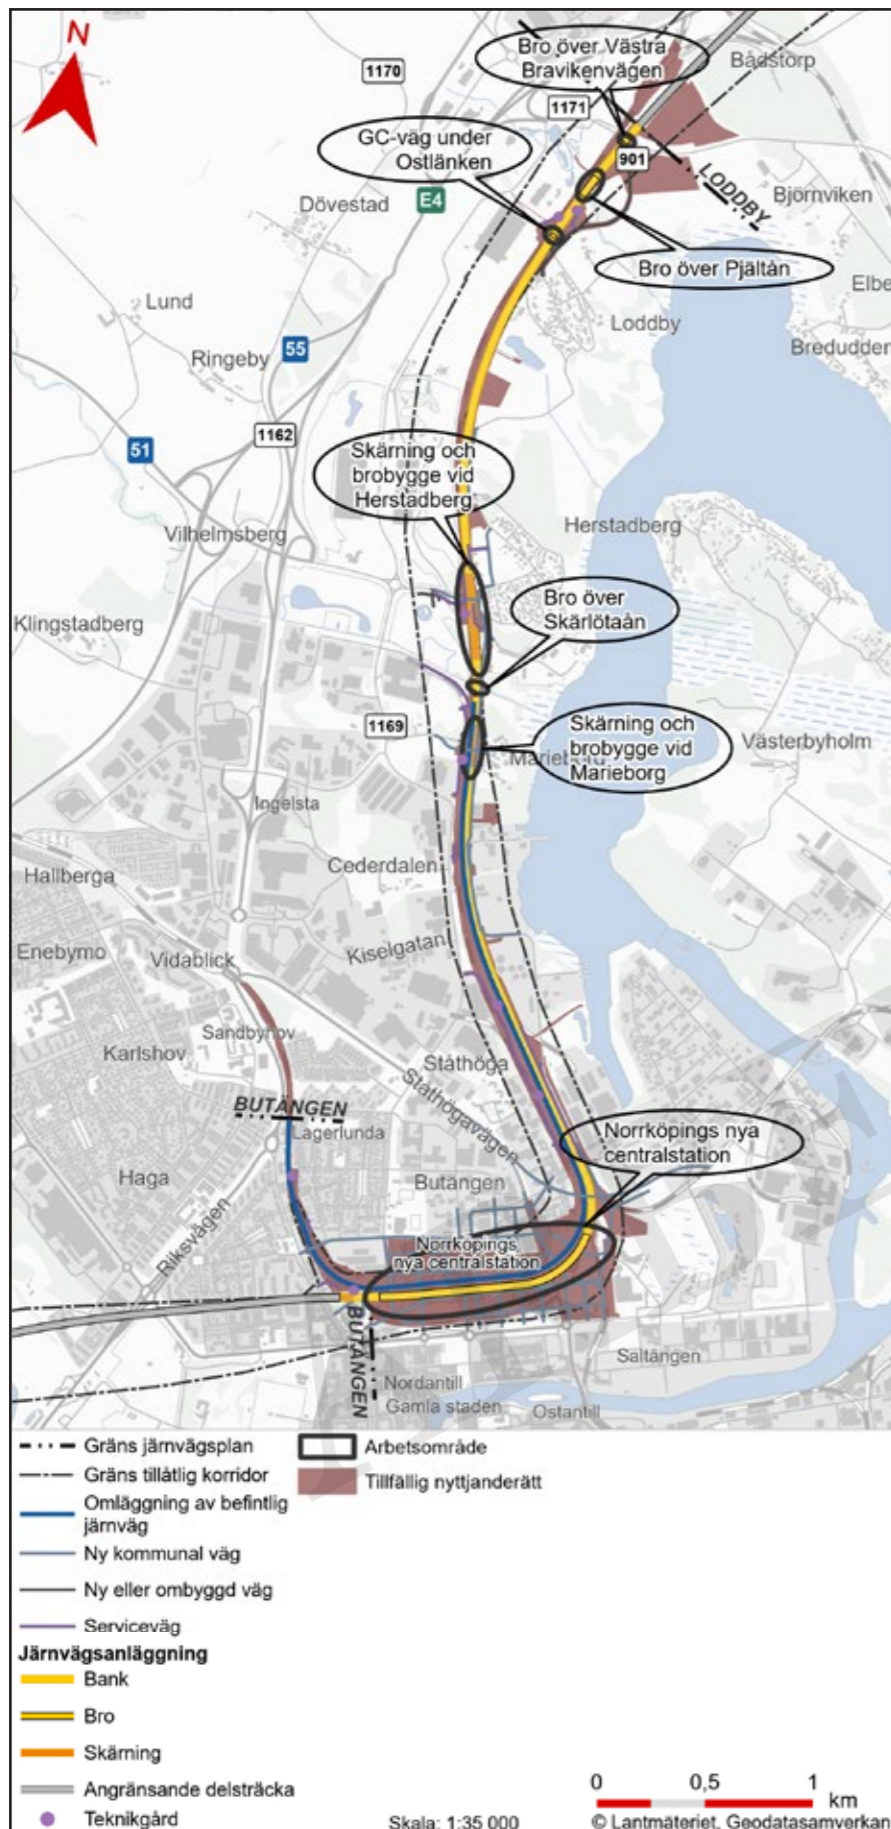 N
Bro över Västra
Bravikenvägen
Bådstorp
1170
1171
GC-väg under
Ostlänken
901
LODDBY
Björnviken
Dövestad
E4
Bro över Pjältån
Elbe
Lund
Loddby
Bredudden
Ringeby
55
1162
51
Skärning och
brobygge vid
Herstadberg
Herstadberg
Vilhelmsberg
Klingstadberg
Bro över
Skärlötaån
1169
Skärning och
brobygge vid
Marieborg
Marieborg
Västerbyholm
Ingelsta
Cederdalen
Hallberga
Enebymo
Kiselgatan
Vidablick
Sandbyhov
Karlshov
Ståthöga
Stathögavägen
BUTÄNGEN
Lagerlunda
Norrköpings nya
centralstation
Haga
Butängen
Riksvägen
Norrköpings
nya centralstation
BUTÄNGEN
Saltängen
Nordantill
Gamla staden
Ostantill
Gräns järnvägsplan
Arbetsområde
Gräns tillåtlig korridor
Tillfällig nyttjanderätt
Omläggning av befintlig
järnväg
Ny kommunal väg
Ny eller ombyggd väg
Serviceväg
Järnvägsanläggning
Bank
Bro
Skärning
Angränsande delsträcka
Teknikgård
0 0,5 1
km
Skala: 1:35 000
© Lantmäteriet, Geodatasamverkan